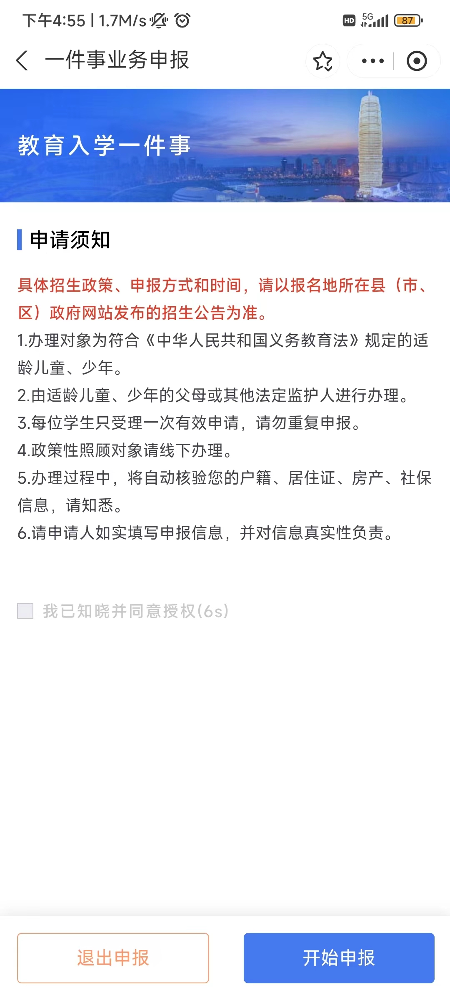 下午4:55 | 1.7M/s
HD 5G 87
一件事业务申报
教育入学一件事
申请须知
具体招生政策、申报方式和时间，请以报名地所在县（市、
区）政府网站发布的招生公告为准。
1.办理对象为符合《中华人民共和国义务教育法》规定的适
龄儿童、少年。
2.由适龄儿童、少年的父母或其他法定监护人进行办理。
3.每位学生只受理一次有效申请，请勿重复申报。
4.政策性照顾对象请线下办理。
5.办理过程中，将自动核验您的户籍、居住证、房产、社保
信息，请知悉。
6.请申请人如实填写申报信息，并对信息真实性负责。
我已知晓并同意授权(6s)
退出申报
开始申报